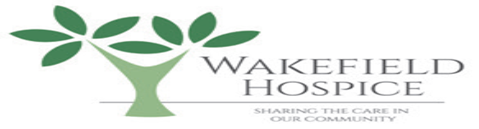 WAKEFIELD
HOSPICE
SHARING THE CARE IN
OUR COMMUNITY